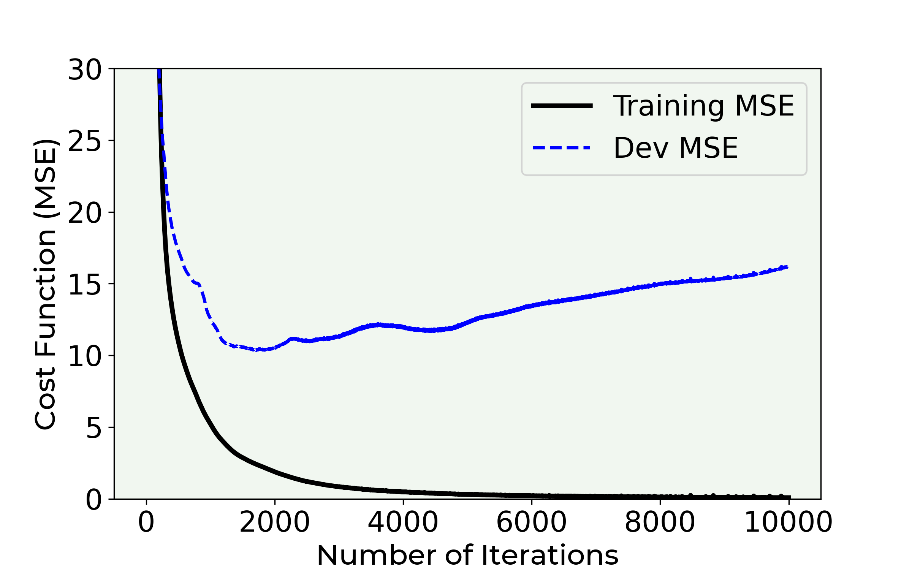 30
25
20
15
10
5
0
Cost Function (MSE)
Training MSE
Dev MSE
0 2000 4000 6000 8000 10000
Number of Iterations